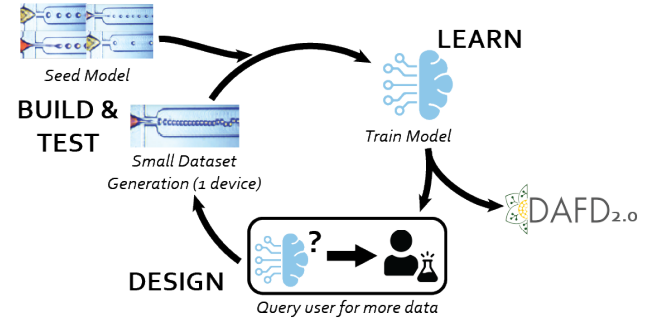 LEARN
Seed Model
BUILD &
TEST
Train Model
Small Dataset
Generation (1 device)
DAFD2.0
?
DESIGN
Query user for more data